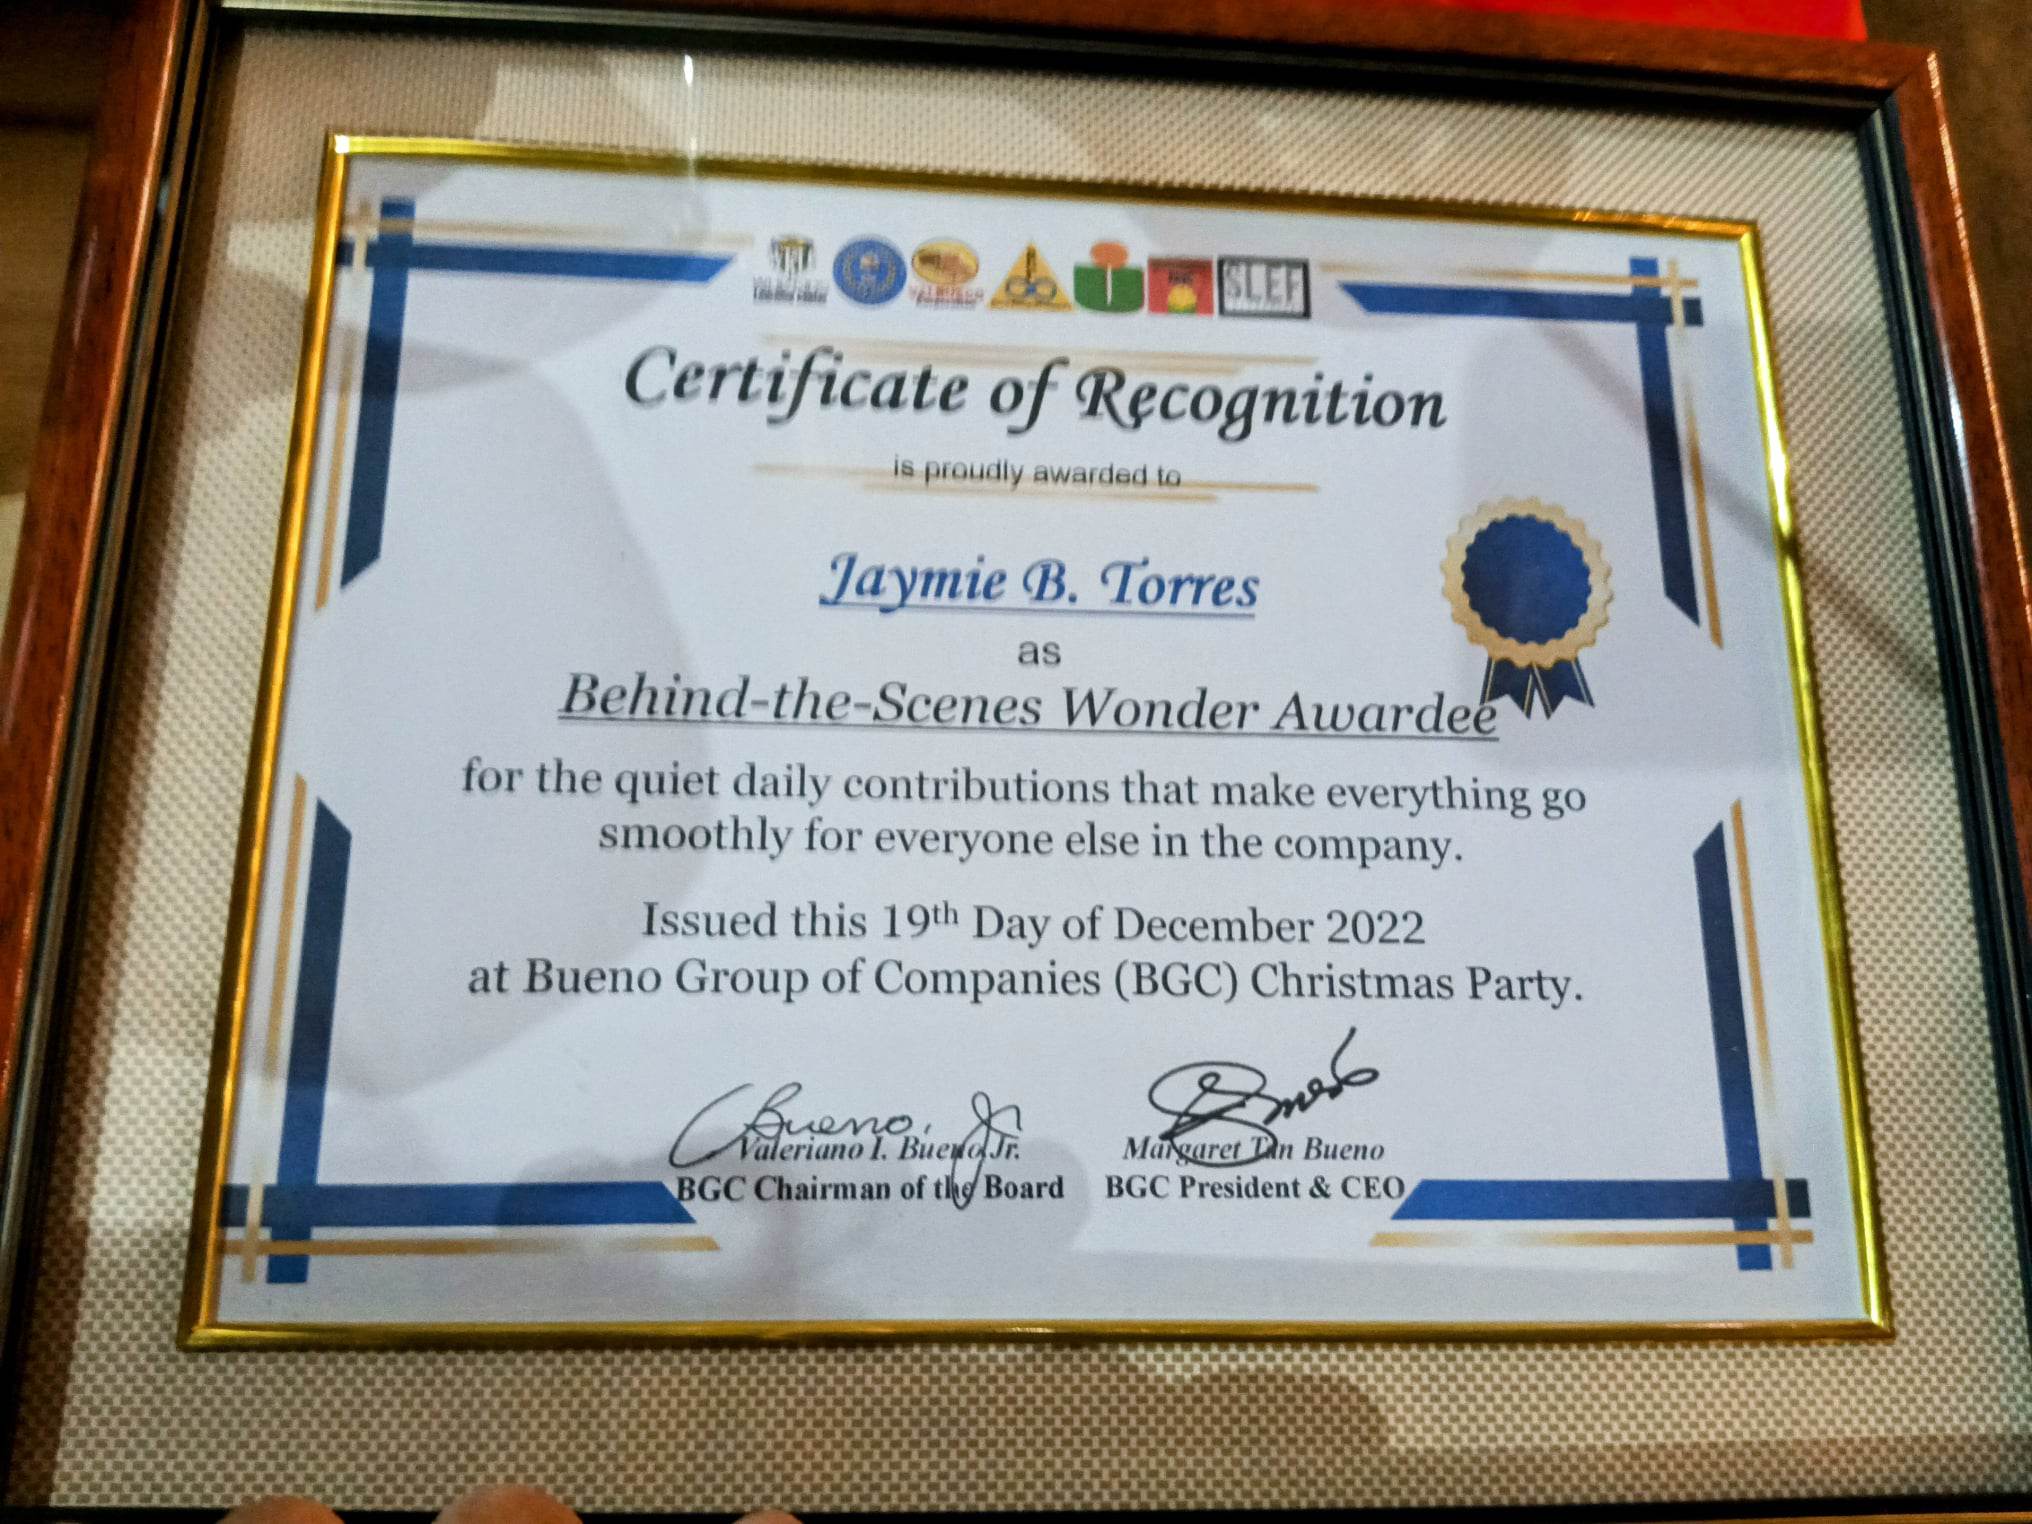 SLEF
Certificate of Recognition
is proudly awarded to
Jaymie B. Torres
as
Behind-the-Scenes Wonder Awardee
for the quiet daily contributions that make everything go
smoothly for everyone else in the company.
Issued this 19th Day of December 2022
at Bueno Group of Companies (BGC) Christmas Party.
Bueno, Jr
Valeriano I. Bueno Jr.
BGC Chairman of the Board
Margaret Tan Bueno
BGC President & CEO